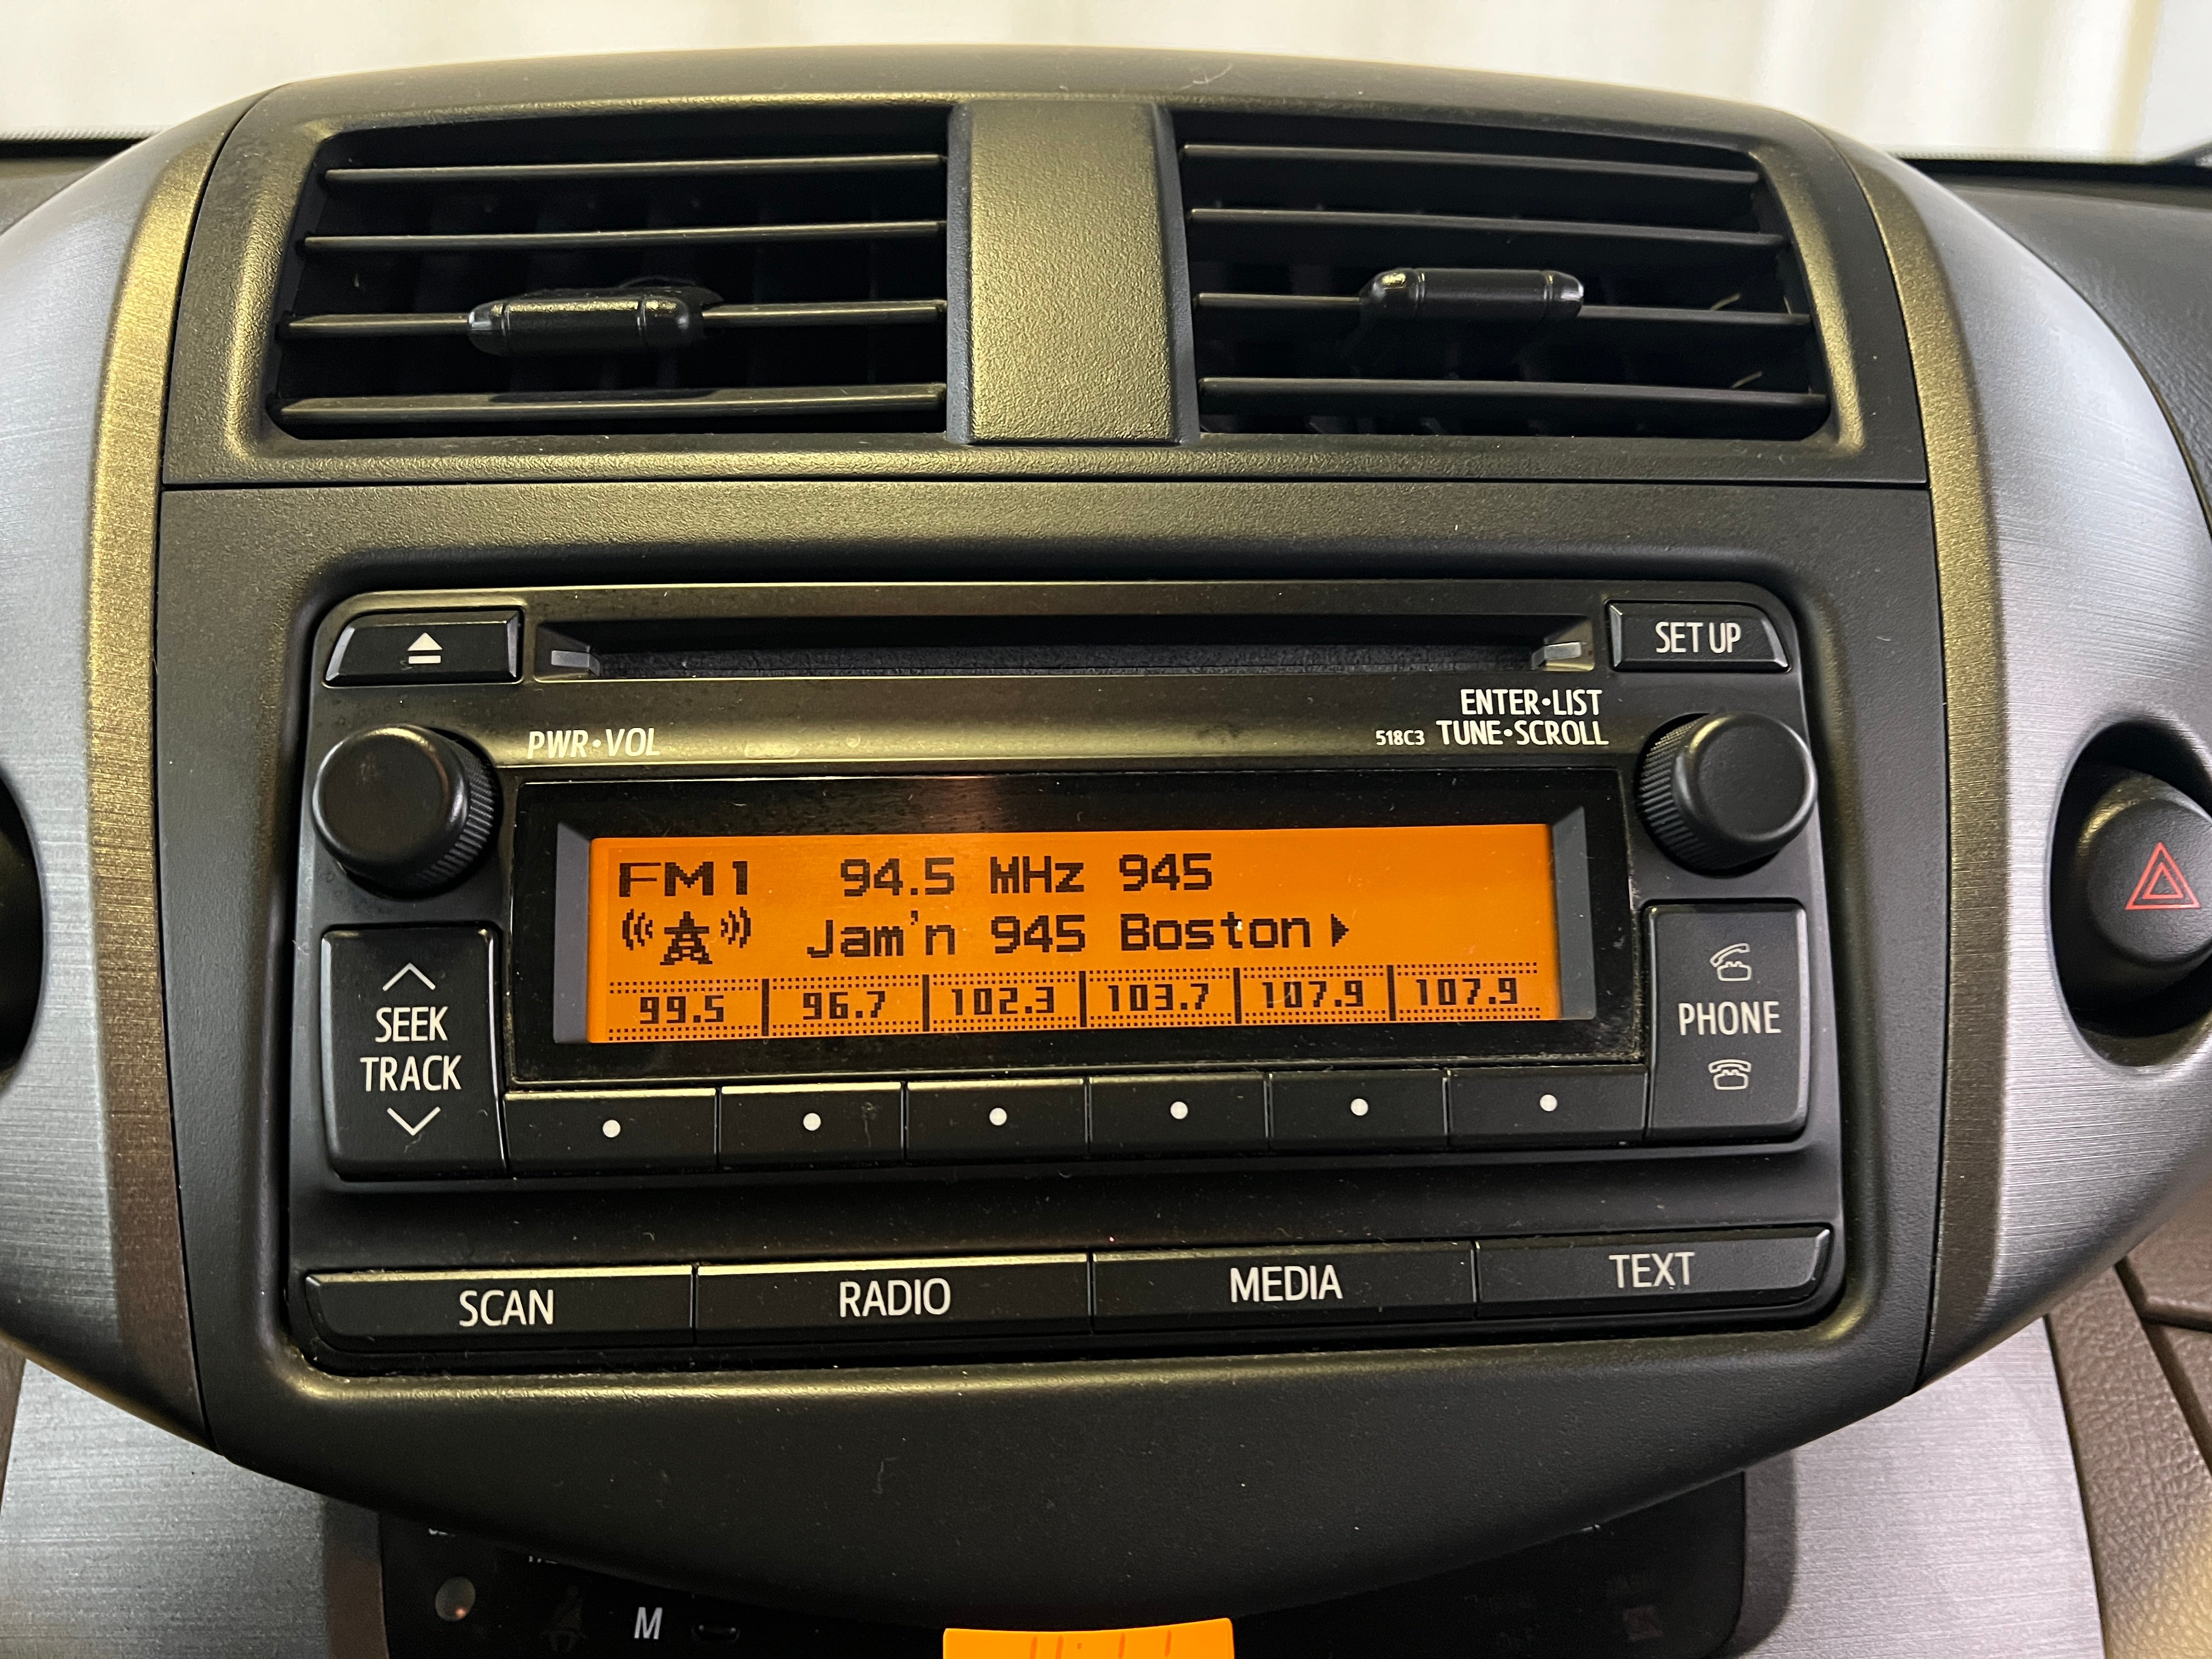 SET UP
ENTER•LIST
PWR•VOL 518C3 TUNE•SCROLL
FM1 94.5 MHz 945
Jam'n 945 Boston
99.5 96.7 102.3 103.7 107.9 107.9
SEEK
TRACK
PHONE
SCAN RADIO MEDIA TEXT
M